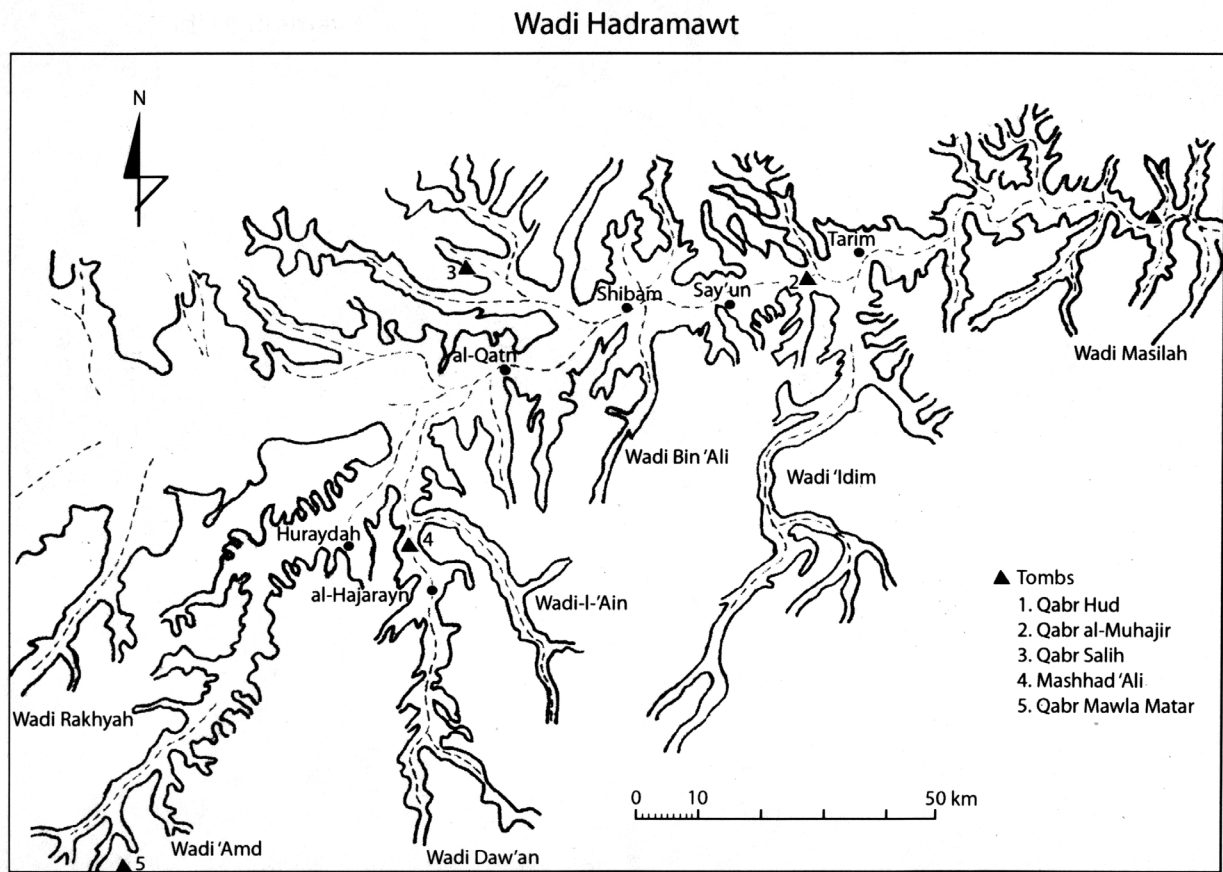 Wadi Hadramawt
N
Tarim
3
2
Shibam
Say'un
Wadi Masilah
al-Qatn
Wadi Bin 'Ali
Wadi 'Idim
Huraydah
4
al-Hajarayn
Wadi-l-'Ain
Tombs
1. Qabr Hud
2. Qabr al-Muhajir
3. Qabr Salih
4. Mashhad 'Ali
5. Qabr Mawla Matar
Wadi Rakhyah
0 10 50 km
Wadi 'Amd
Wadi Daw'an
5